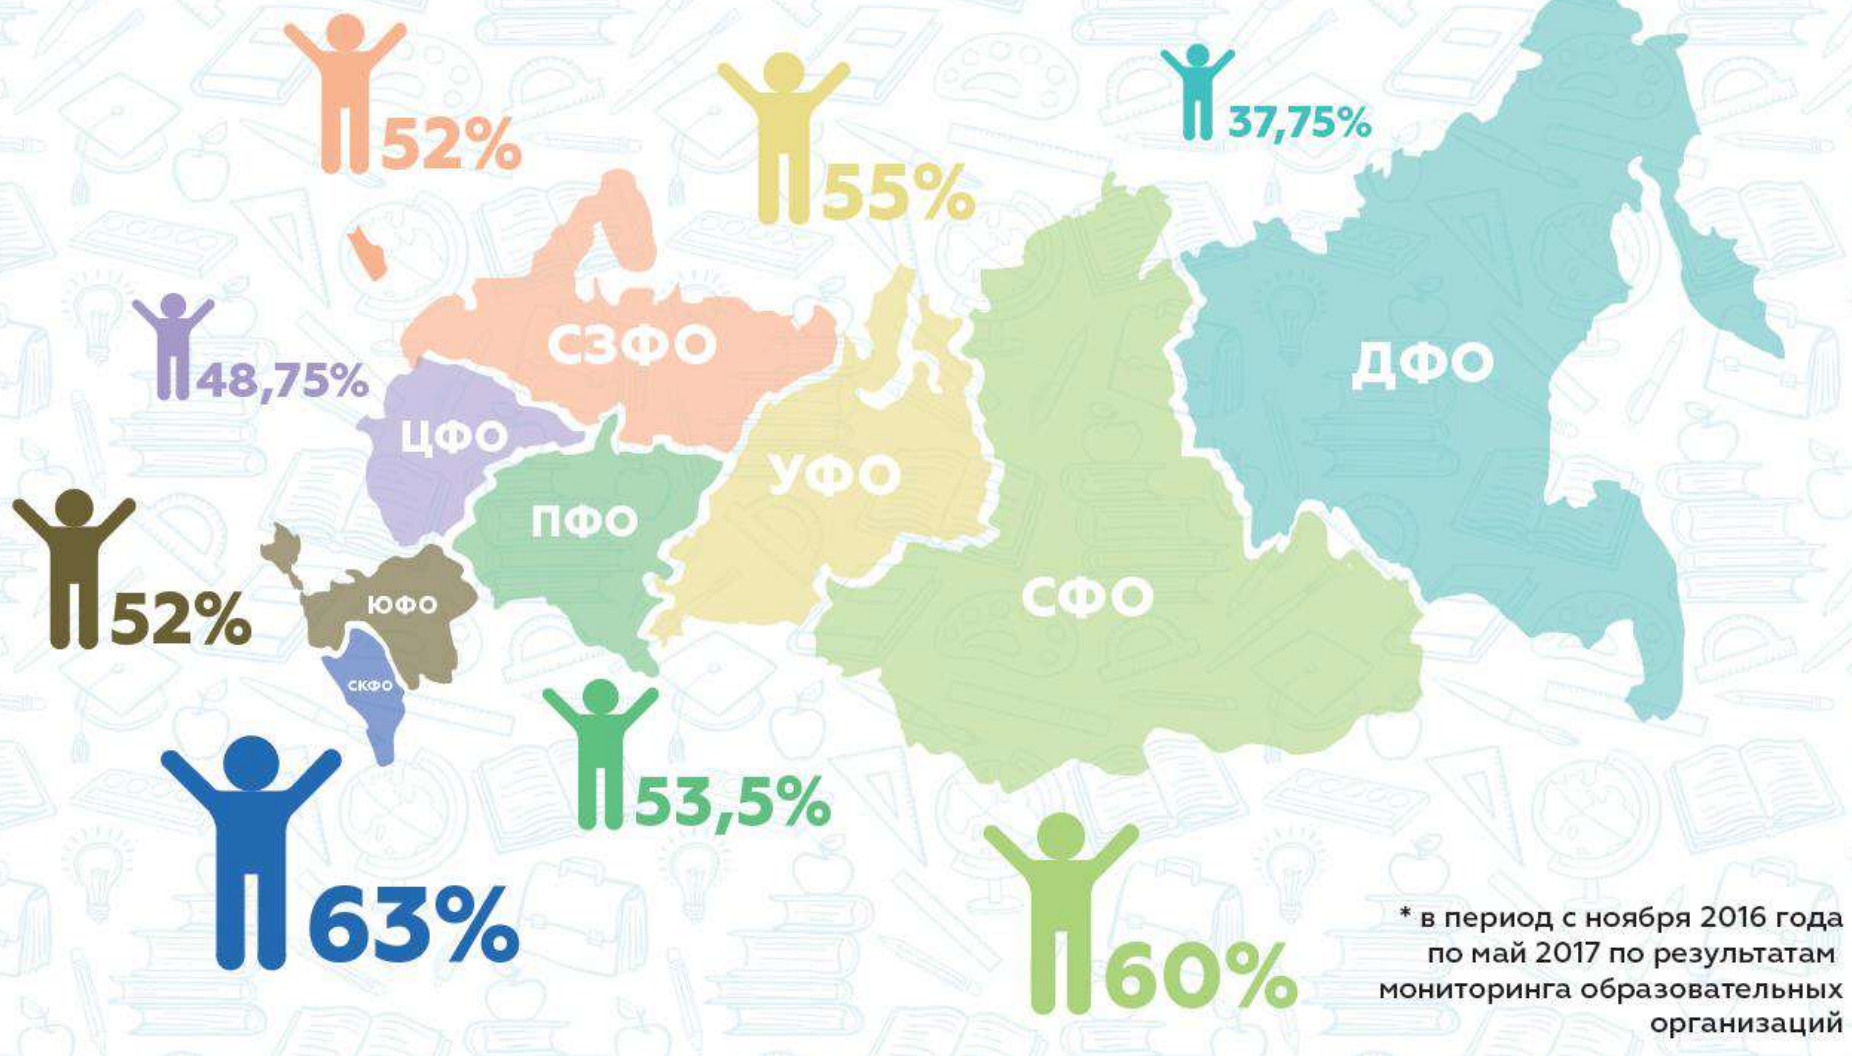 52%
55%
37,75%
48,75%
СЗФО
ДФО
ЦФО
УФО
ПФО
52%
ЮФО
СФО
СКФО
53,5%
63%
60%
* в период с ноября 2016 года
по май 2017 по результатам
мониторинга образовательных
организаций